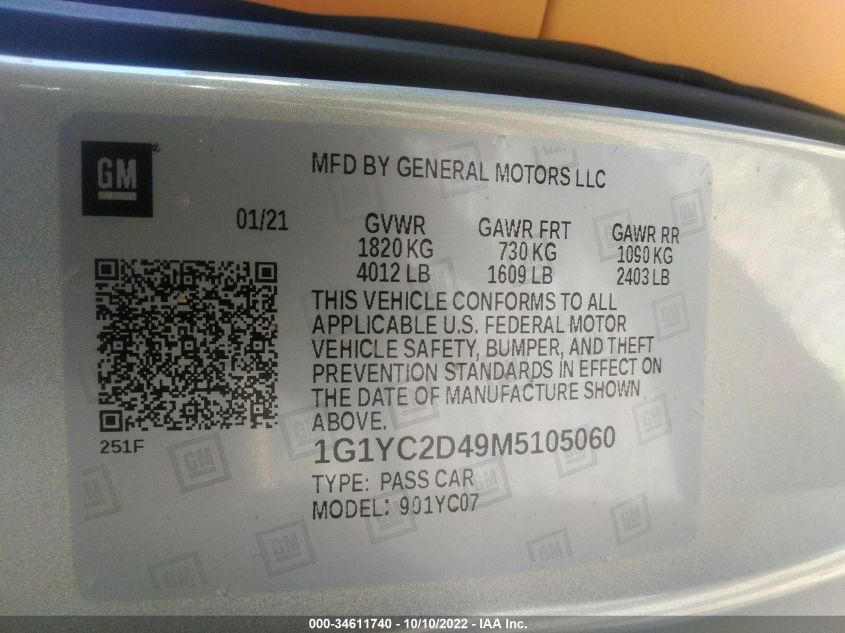 GM
MFD BY GENERAL MOTORS LLC
01/21 GVWR GAWR FRT GAWR RR
1820 KG 730 KG 1090 KG
4012 LB 1609 LB 2403 LB
THIS VEHICLE CONFORMS TO ALL
APPLICABLE U.S. FEDERAL MOTOR
VEHICLE SAFETY, BUMPER, AND THEFT
PREVENTION STANDARDS IN EFFECT ON
THE DATE OF MANUFACTURE SHOWN
ABOVE.
251F
1G1YC2D49M5105060
TYPE: PASS CAR
MODEL: 901YC07
000-34611740 - 10/10/2022 - IAA Inc.